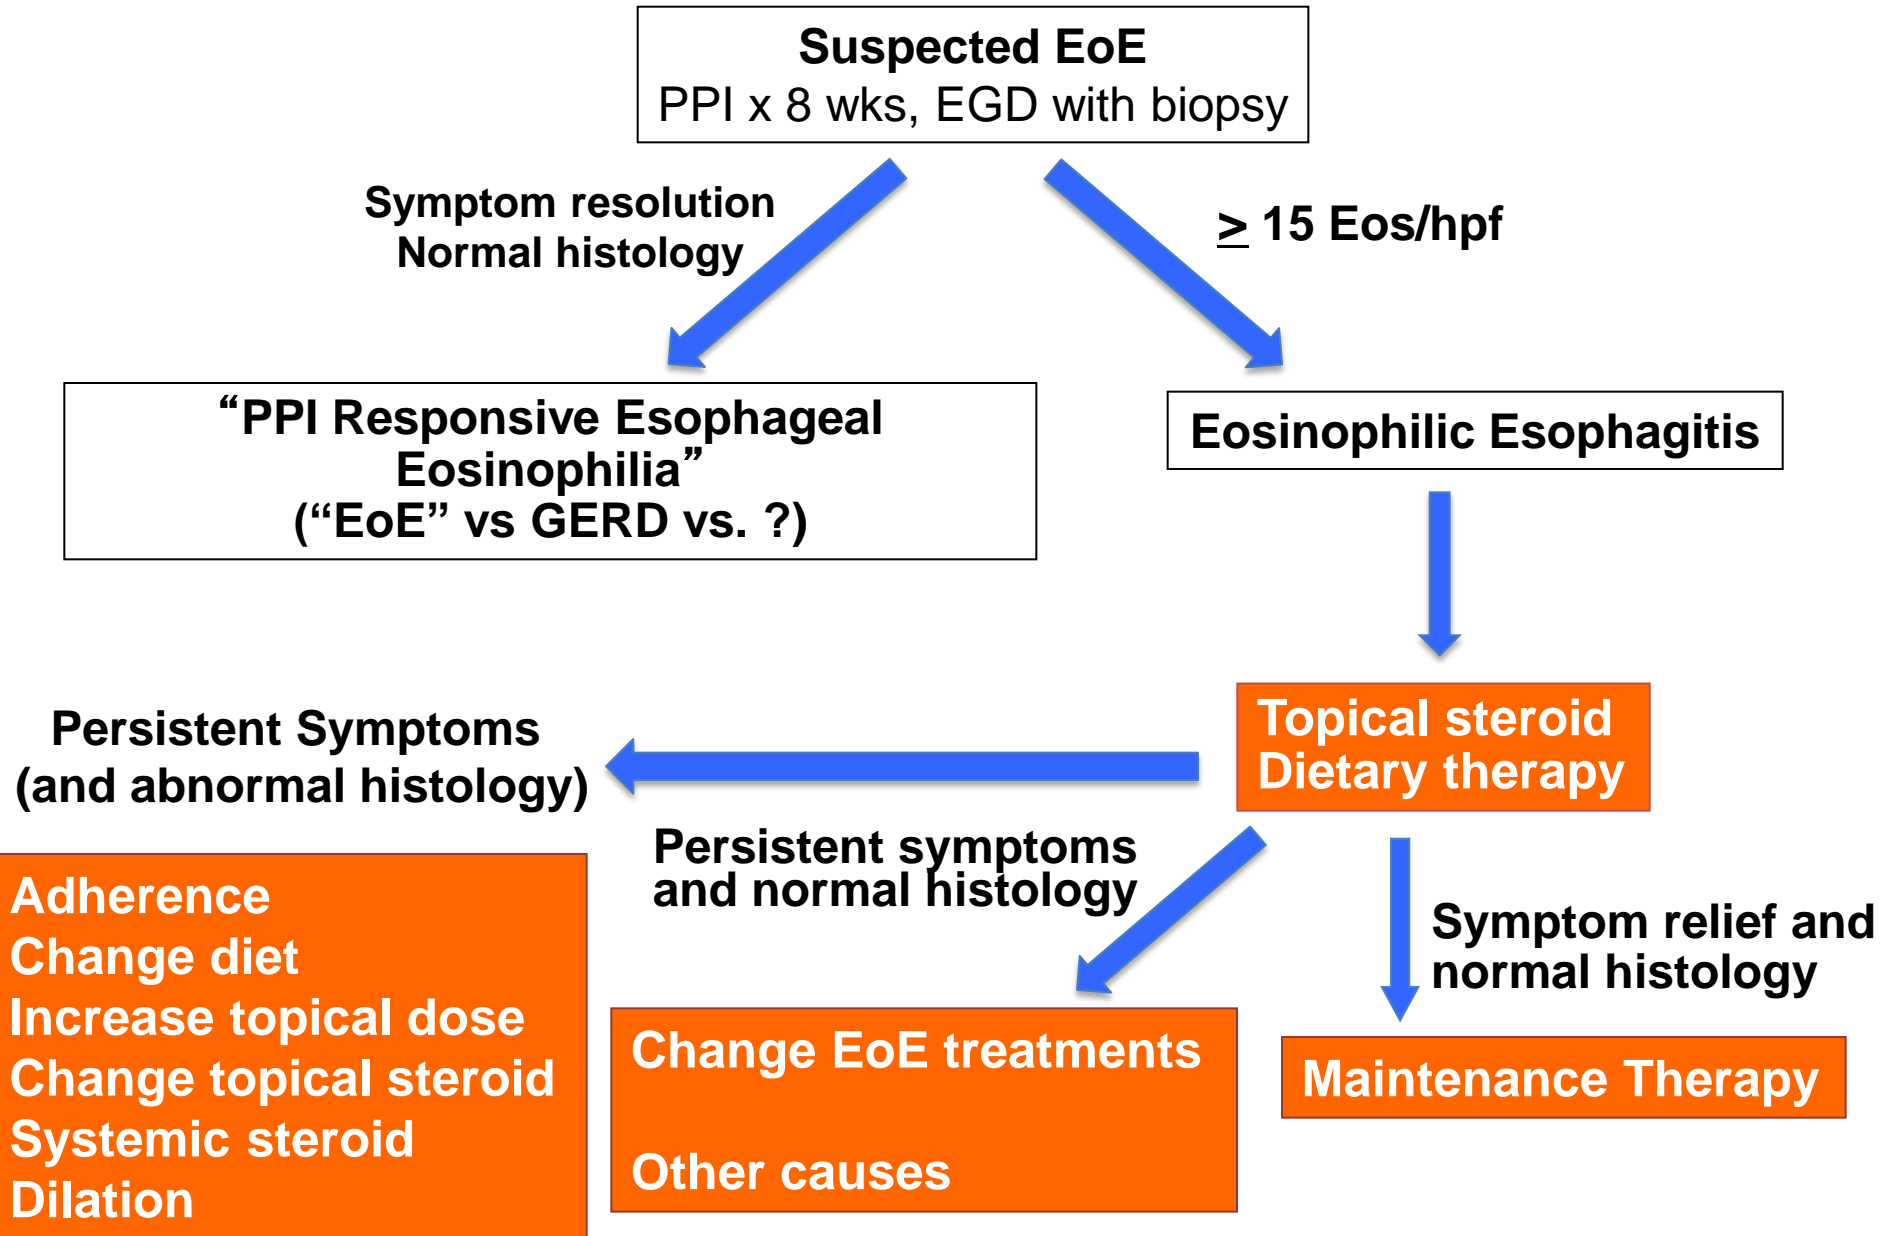 Suspected EoE
PPI x 8 wks, EGD with biopsy
Symptom resolution
Normal histology
≥ 15 Eos/hpf
“PPI Responsive Esophageal
Eosinophilia”
(“EoE” vs GERD vs. ?)
Eosinophilic Esophagitis
Topical steroid
Dietary therapy
Persistent Symptoms
(and abnormal histology)
Persistent symptoms
and normal histology
Symptom relief and
normal histology
Adherence
Change diet
Increase topical dose
Change topical steroid
Systemic steroid
Dilation
Change EoE treatments
Other causes
Maintenance Therapy